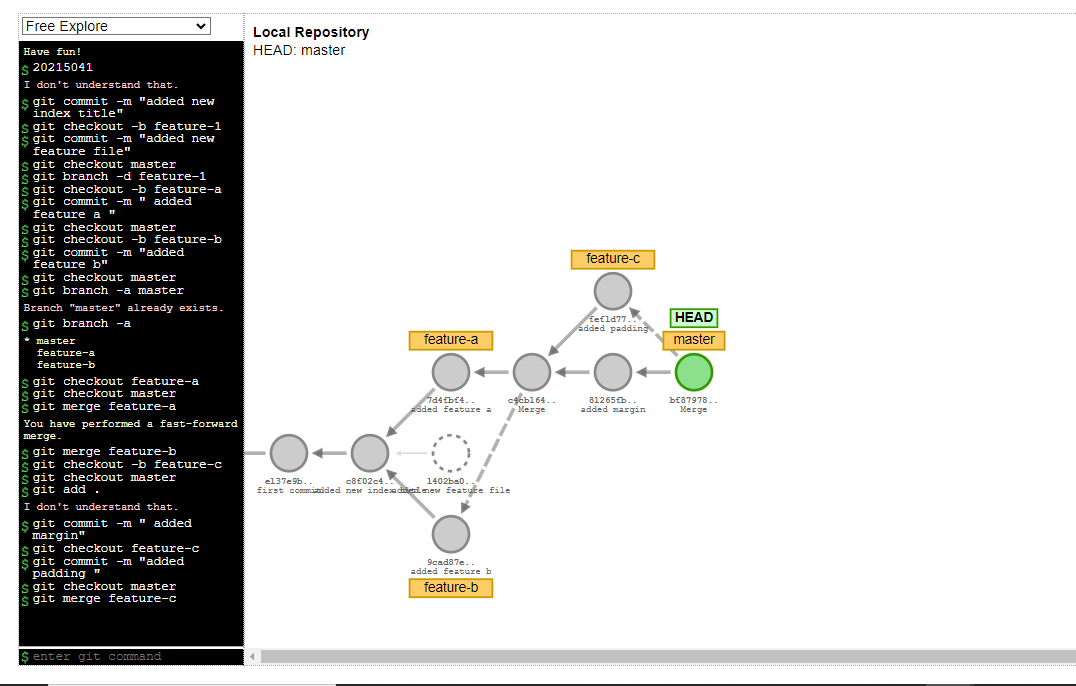 Free Explore
Have fun!
$ 20215041
I don't understand that.
$ git commit -m "added new
index title"
$ git checkout -b feature-1
$ git commit -m "added new
feature file"
$ git checkout master
$ git branch -d feature-1
$ git checkout -b feature-a
$ git commit -m " added
feature a "
$ git checkout master
$ git checkout -b feature-b
$ git commit -m "added
feature b"
$ git checkout master
$ git branch -a master
Branch "master" already exists.
$ git branch -a
* master
feature-a
feature-b
$ git checkout feature-a
$ git checkout master
$ git merge feature-a
You have performed a fast-forward
merge.
$ git merge feature-b
$ git checkout -b feature-c
$ git checkout master
$ git add .
I don't understand that.
$ git commit -m " added
margin"
$ git checkout feature-c
$ git commit -m "added
padding "
$ git checkout master
$ git merge feature-c
$ enter git command
Local Repository
HEAD: master
feature-c
fef1d77..
added padding
HEAD
master
feature-a
7d4fbf4..
added feature a
c4cb164..
Merge
81265fb..
added margin
bf87978..
Merge
e137e9b..
first commit
c8f02c4..
added new index title
1402ba0..
added new feature file
9cad87e..
added feature b
feature-b